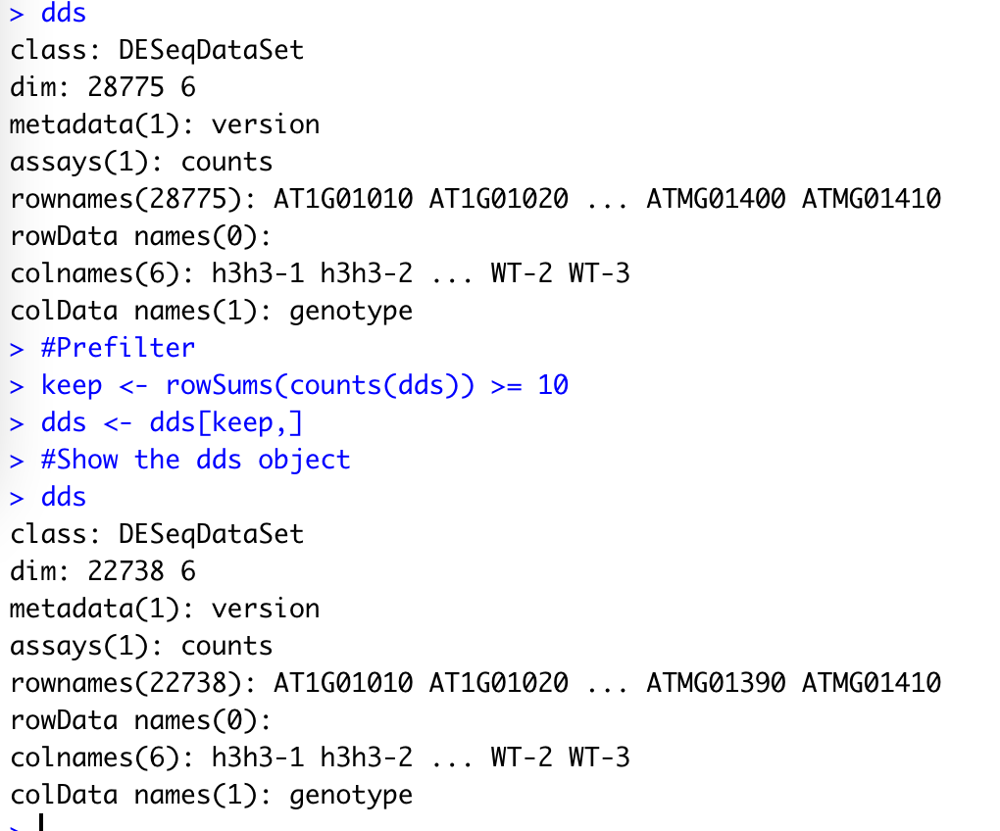 > dds
class: DESeqDataSet
dim: 28775 6
metadata(1): version
assays(1): counts
rownames(28775): AT1G01010 AT1G01020 ... ATMG01400 ATMG01410
rowData names(0):
colnames(6): h3h3-1 h3h3-2 ... WT-2 WT-3
colData names(1): genotype
> #Prefilter
> keep <- rowSums(counts(dds)) >= 10
> dds <- dds[keep,]
> #Show the dds object
> dds
class: DESeqDataSet
dim: 22738 6
metadata(1): version
assays(1): counts
rownames(22738): AT1G01010 AT1G01020 ... ATMG01390 ATMG01410
rowData names(0):
colnames(6): h3h3-1 h3h3-2 ... WT-2 WT-3
colData names(1): genotype
>